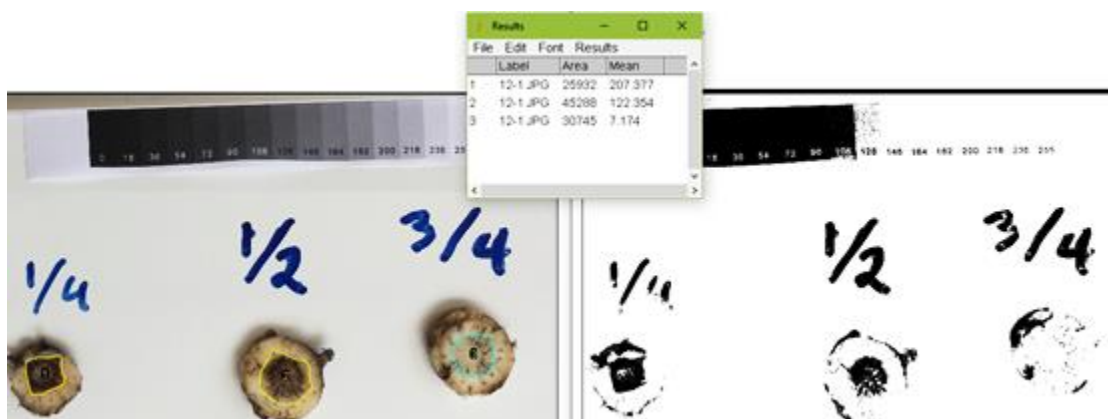 Results
File Edit Font Results
Label Area Mean
1 12-1.JPG 25932 207.377
2 12-1.JPG 45288 122.354
3 12-1.JPG 30745 7.174
0 18 36 54 72 90 108 126 146 164 182 200 218 236
18 36 54 72 90 108 128 146 164 182 200 218 236 255
1/4
1/2
3/4
1/4
1/2
3/4